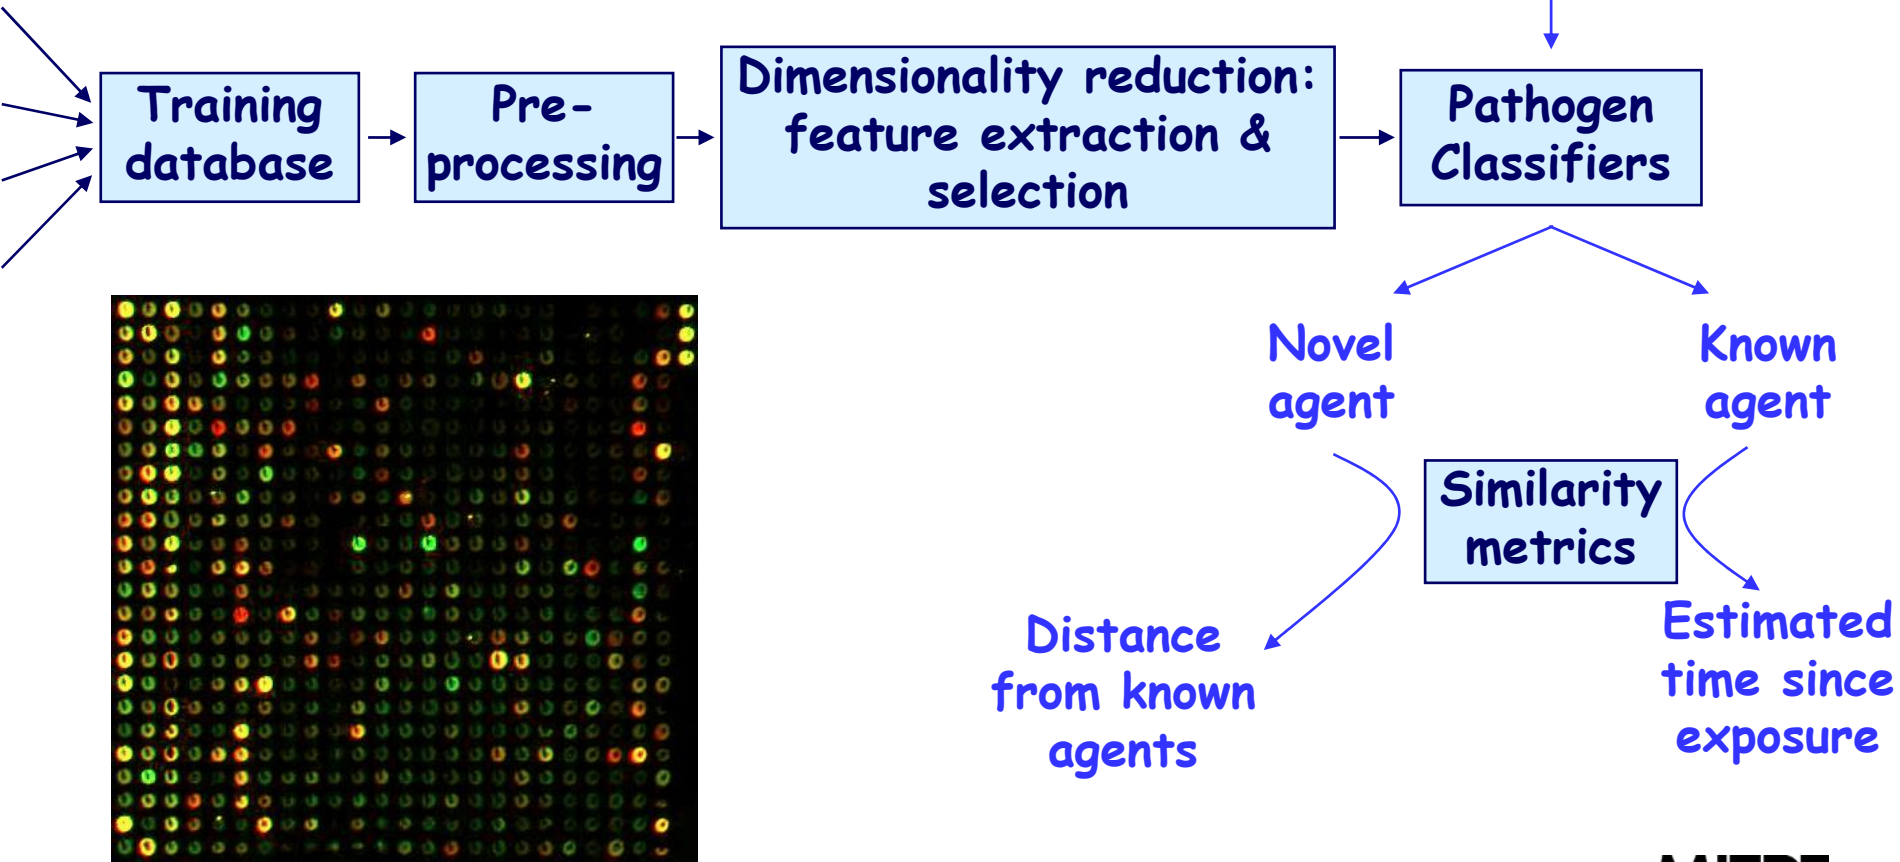 Training
database
Pre-
processing
Dimensionality reduction:
feature extraction &
selection
Pathogen
Classifiers
Novel
agent
Known
agent
Similarity
metrics
Distance
from known
agents
Estimated
time since
exposure